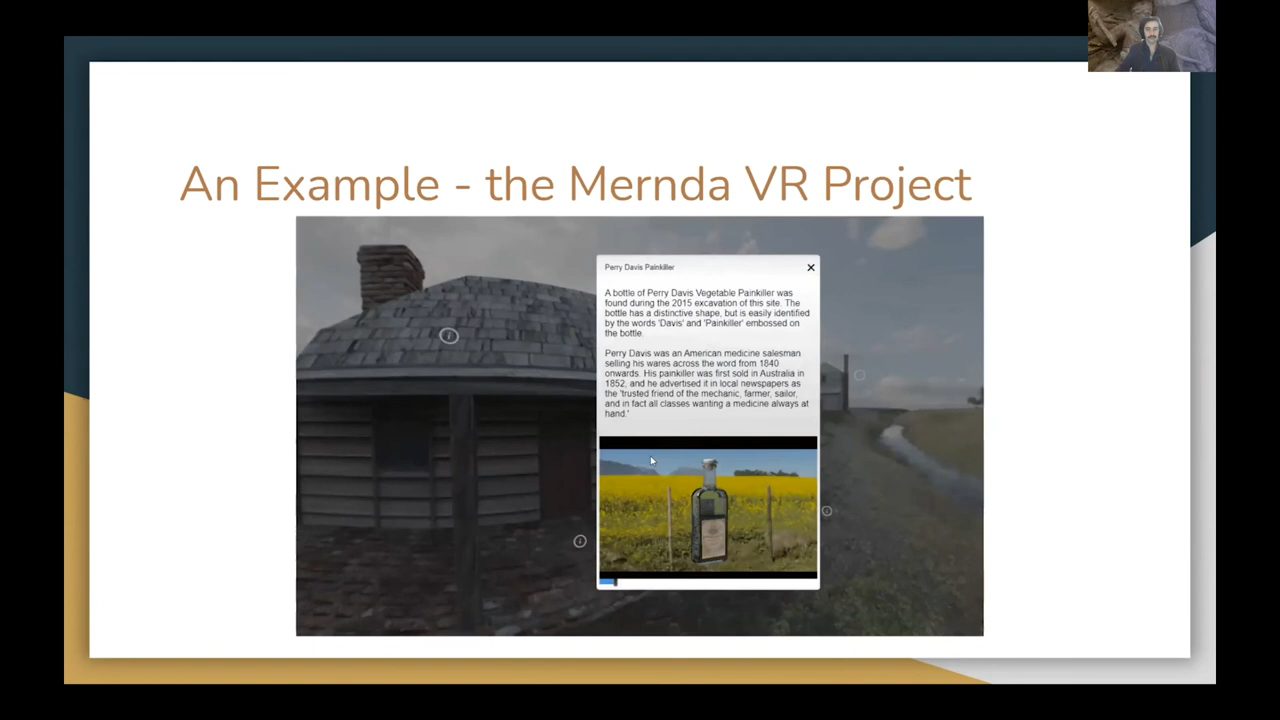 An Example - the Mernda VR Project
Perry Davis Painkiller
A bottle of Perry Davis Vegetable Painkiller was
found during the 2015 excavation of this site. The
bottle has a distinctive shape, but is easily identified
by the words 'Davis' and 'Painkiller' embossed on
the bottle.
Perry Davis was an American medicine salesman
selling his wares across the word from 1840
onwards. His painkiller was first sold in Australia in
1852, and he advertised it in local newspapers as
the 'trusted friend of the mechanic, farmer, sailor,
and in fact all classes wanting a medicine always at
hand.'